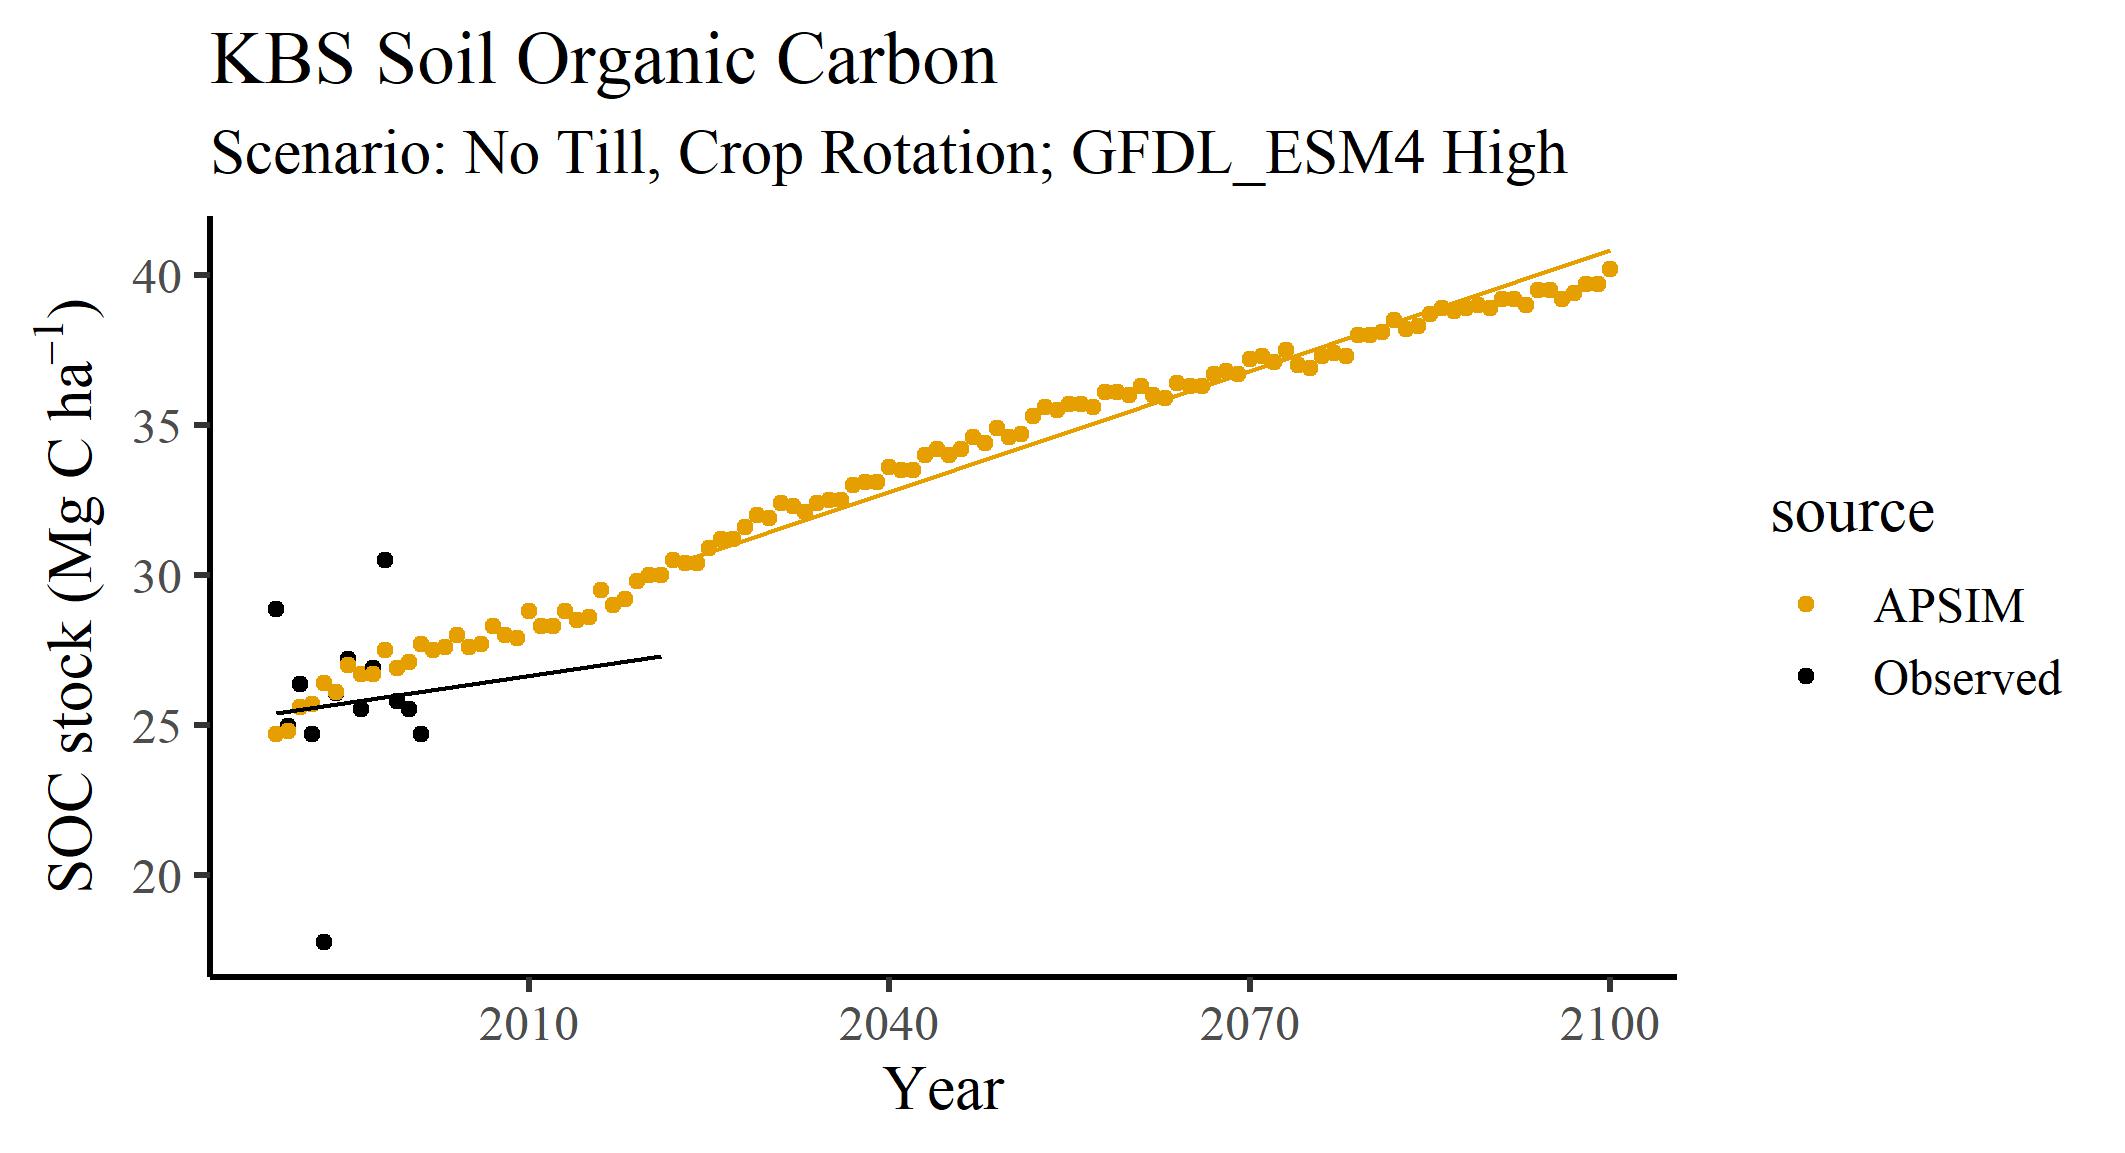 KBS Soil Organic Carbon
Scenario: No Till, Crop Rotation; GFDL_ESM4 High
SOC stock (Mg C ha⁻¹)
40
35
30
25
20
2010
2040
2070
2100
Year
source
APSIM
Observed